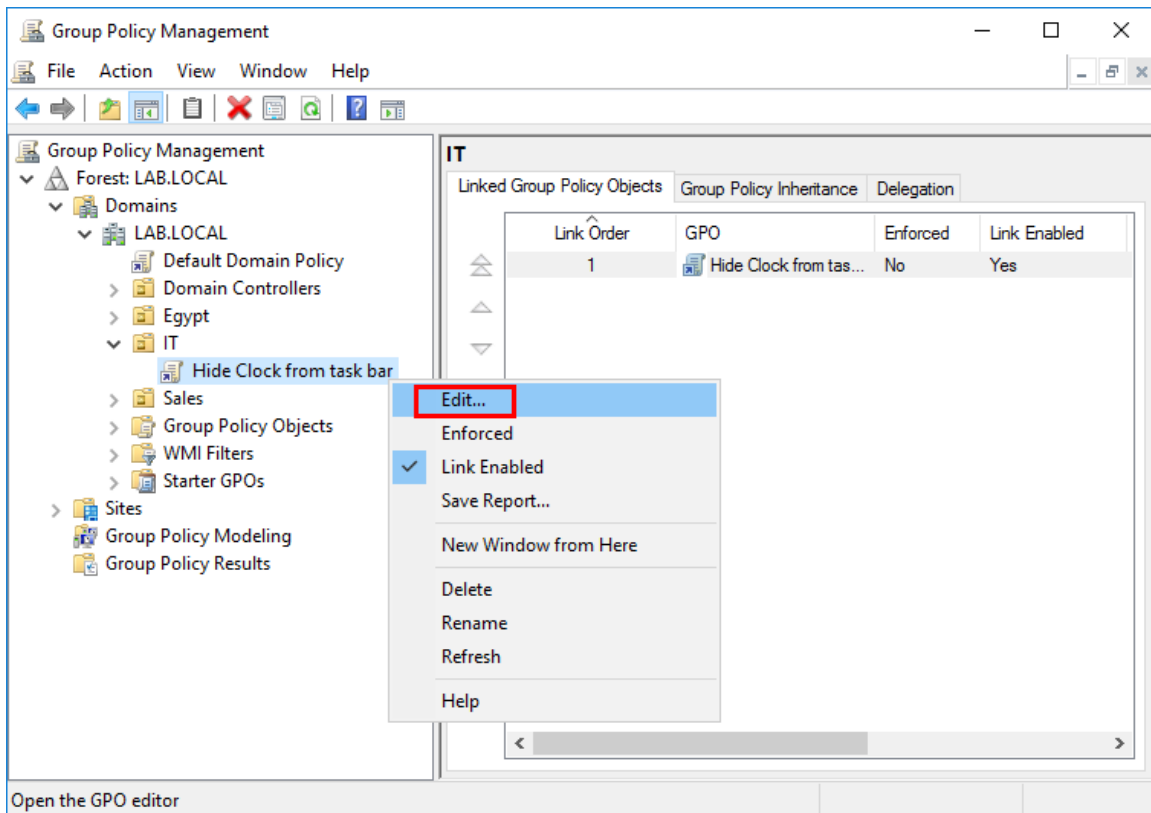 Group Policy Management
File Action View Window Help
Group Policy Management
Forest: LAB.LOCAL
Domains
LAB.LOCAL
Default Domain Policy
Domain Controllers
Egypt
IT
Hide Clock from task bar
Sales
Group Policy Objects
WMI Filters
Starter GPOs
Sites
Group Policy Modeling
Group Policy Results
IT
Linked Group Policy Objects Group Policy Inheritance Delegation
Link Order GPO Enforced Link Enabled
1 Hide Clock from tas... No Yes
Edit...
Enforced
Link Enabled
Save Report...
New Window from Here
Delete
Rename
Refresh
Help
Open the GPO editor